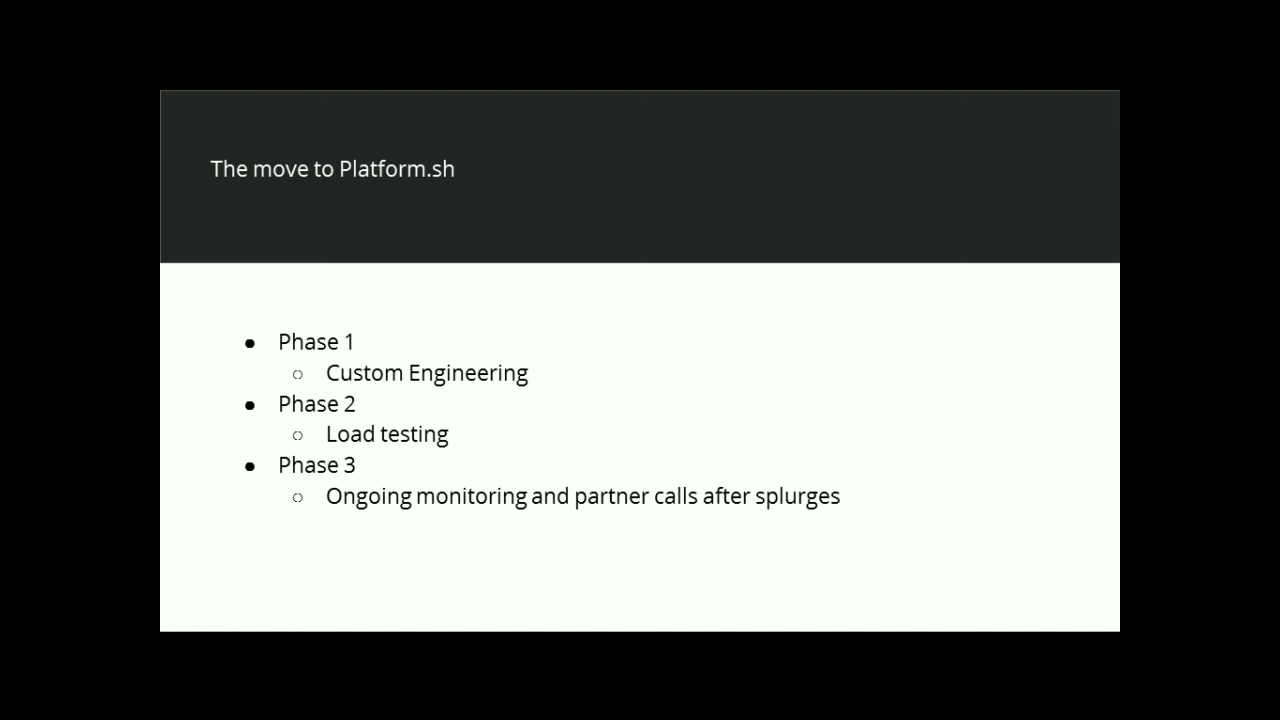 The move to Platform.sh
● Phase 1
○ Custom Engineering
● Phase 2
○ Load testing
● Phase 3
○ Ongoing monitoring and partner calls after splurges